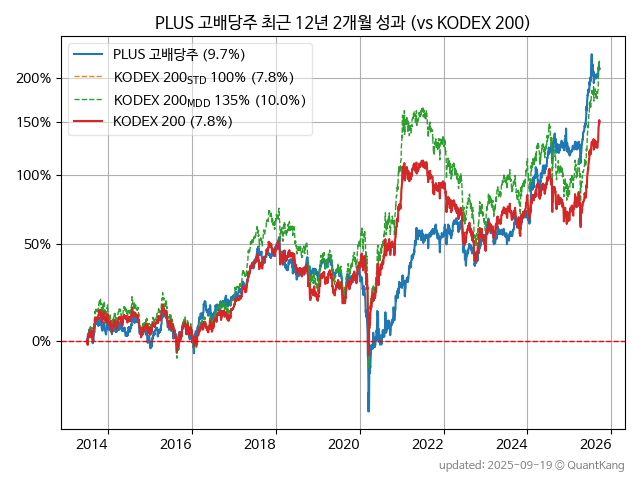 PLUS 고배당주 최근 12년 2개월 성과 (vs KODEX 200)
PLUS 고배당주 (9.7%)
KODEX 200STD 100% (7.8%)
KODEX 200MDD 135% (10.0%)
KODEX 200 (7.8%)
200%
150%
100%
50%
0%
2014 2016 2018 2020 2022 2024 2026
updated: 2025-09-19 © QuantKang